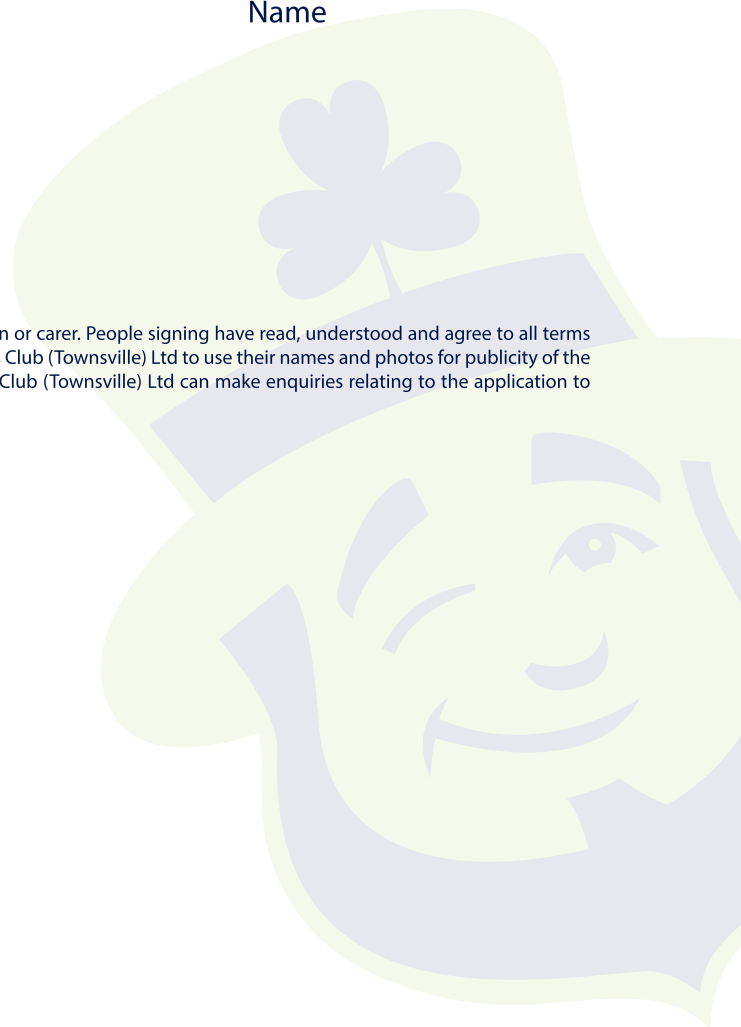 Name
n or carer. People signing have read, understood and agree to all terms
Club (Townsville) Ltd to use their names and photos for publicity of the
Club (Townsville) Ltd can make enquiries relating to the application to